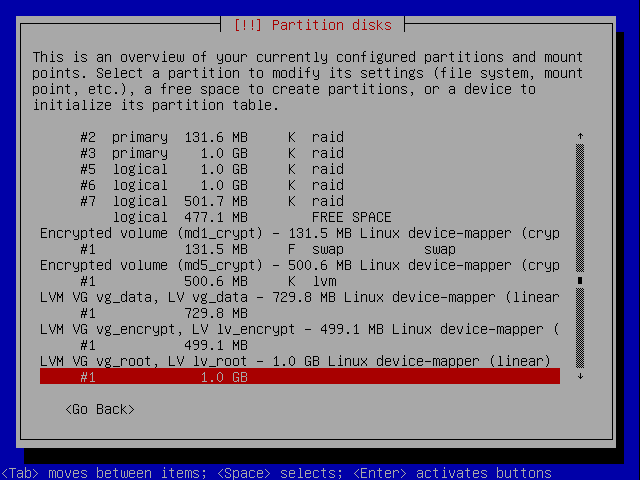 [!!] Partition disks
This is an overview of your currently configured partitions and mount
points. Select a partition to modify its settings (file system, mount
point, etc.), a free space to create partitions, or a device to
initialize its partition table.
#2 primary 131.6 MB K raid
#3 primary 1.0 GB K raid
#5 logical 1.0 GB K raid
#6 logical 1.0 GB K raid
#7 logical 501.7 MB K raid
logical 477.1 MB FREE SPACE
Encrypted volume (md1_crypt) - 131.5 MB Linux device-mapper (cryp
#1 131.5 MB F swap swap
Encrypted volume (md5_crypt) - 500.6 MB Linux device-mapper (cryp
#1 500.6 MB K lvm
LVM VG vg_data, LV vg_data - 729.8 MB Linux device-mapper (linear
#1 729.8 MB
LVM VG vg_encrypt, LV lv_encrypt - 499.1 MB Linux device-mapper (
#1 499.1 MB
LVM VG vg_root, LV lv_root - 1.0 GB Linux device-mapper (linear)
#1 1.0 GB
<Go Back>
<Tab> moves between items; <Space> selects; <Enter> activates buttons